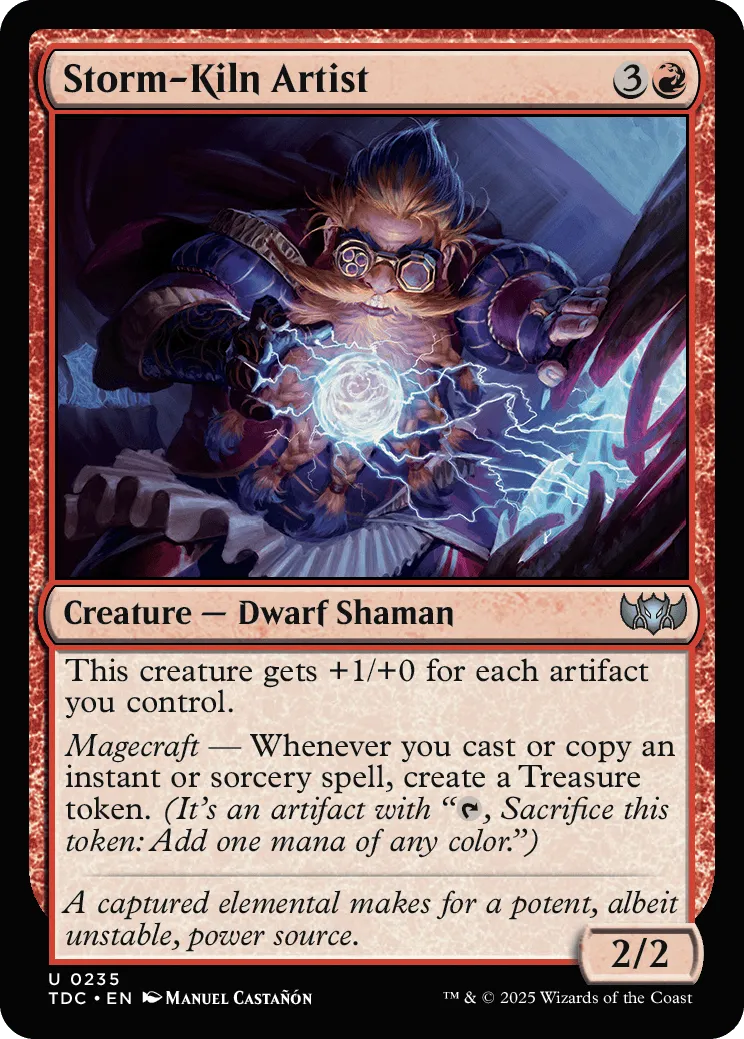 Storm-Kiln Artist 3
Creature — Dwarf Shaman
This creature gets +1/+0 for each artifact
you control.
Magecraft — Whenever you cast or copy an
instant or sorcery spell, create a Treasure
token. (It's an artifact with “, Sacrifice this
token: Add one mana of any color.”)
A captured elemental makes for a potent, albeit
unstable, power source.
2/2
U 0235
TDC • EN Manuel Castañón
™ & © 2025 Wizards of the Coast